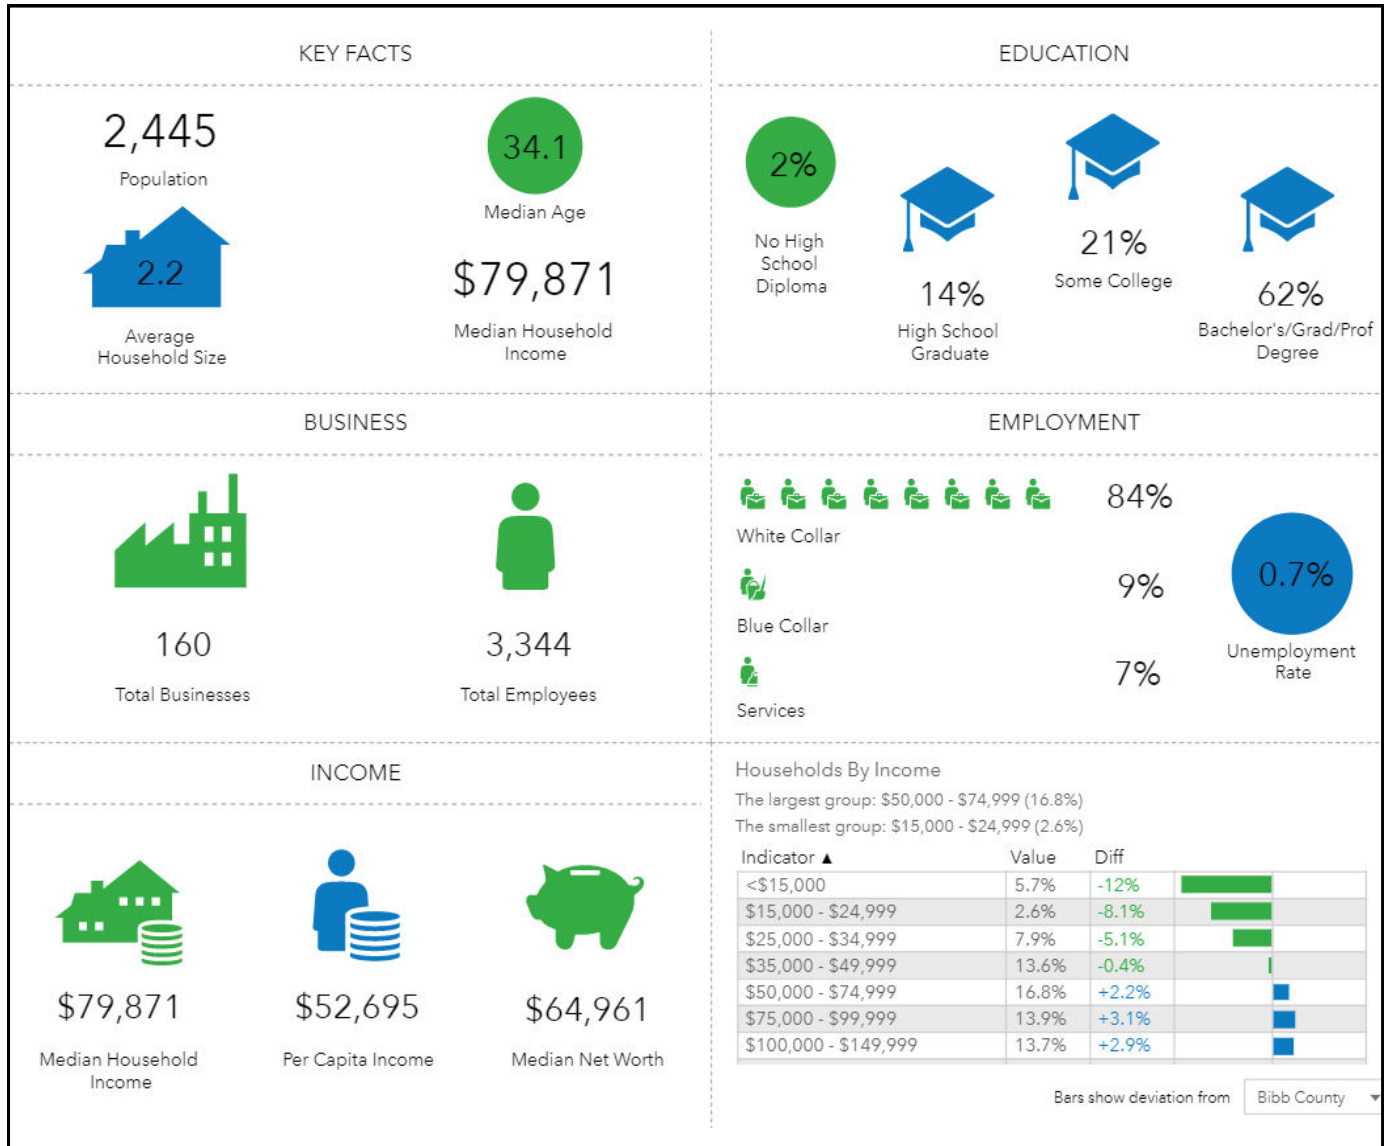 KEY FACTS
2,445
Population
34.1
Median Age
2.2
Average
Household Size
$79,871
Median Household
Income
EDUCATION
2%
No High
School
Diploma
14%
High School
Graduate
21%
Some College
62%
Bachelor's/Grad/Prof
Degree
BUSINESS
160
Total Businesses
3,344
Total Employees
EMPLOYMENT
84%
White Collar
9%
Blue Collar
7%
Services
0.7%
Unemployment
Rate
INCOME
$79,871
Median Household
Income
$52,695
Per Capita Income
$64,961
Median Net Worth
Households By Income
The largest group: $50,000 - $74,999 (16.8%)
The smallest group: $15,000 - $24,999 (2.6%)
Indicator ▲ Value Diff
<$15,000 5.7% -12%
$15,000 - $24,999 2.6% -8.1%
$25,000 - $34,999 7.9% -5.1%
$35,000 - $49,999 13.6% -0.4%
$50,000 - $74,999 16.8% +2.2%
$75,000 - $99,999 13.9% +3.1%
$100,000 - $149,999 13.7% +2.9%
Bars show deviation from Bibb County